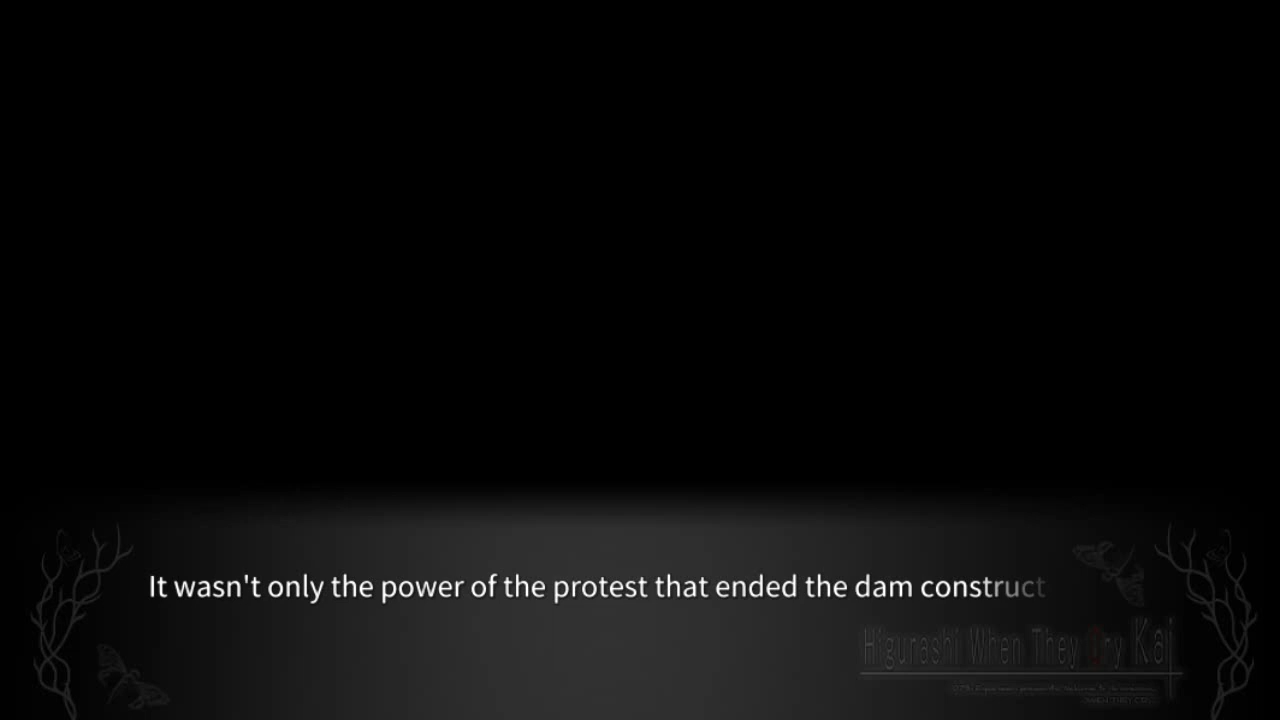 It wasn't only the power of the protest that ended the dam construct
Higurashi When They Cry Kai